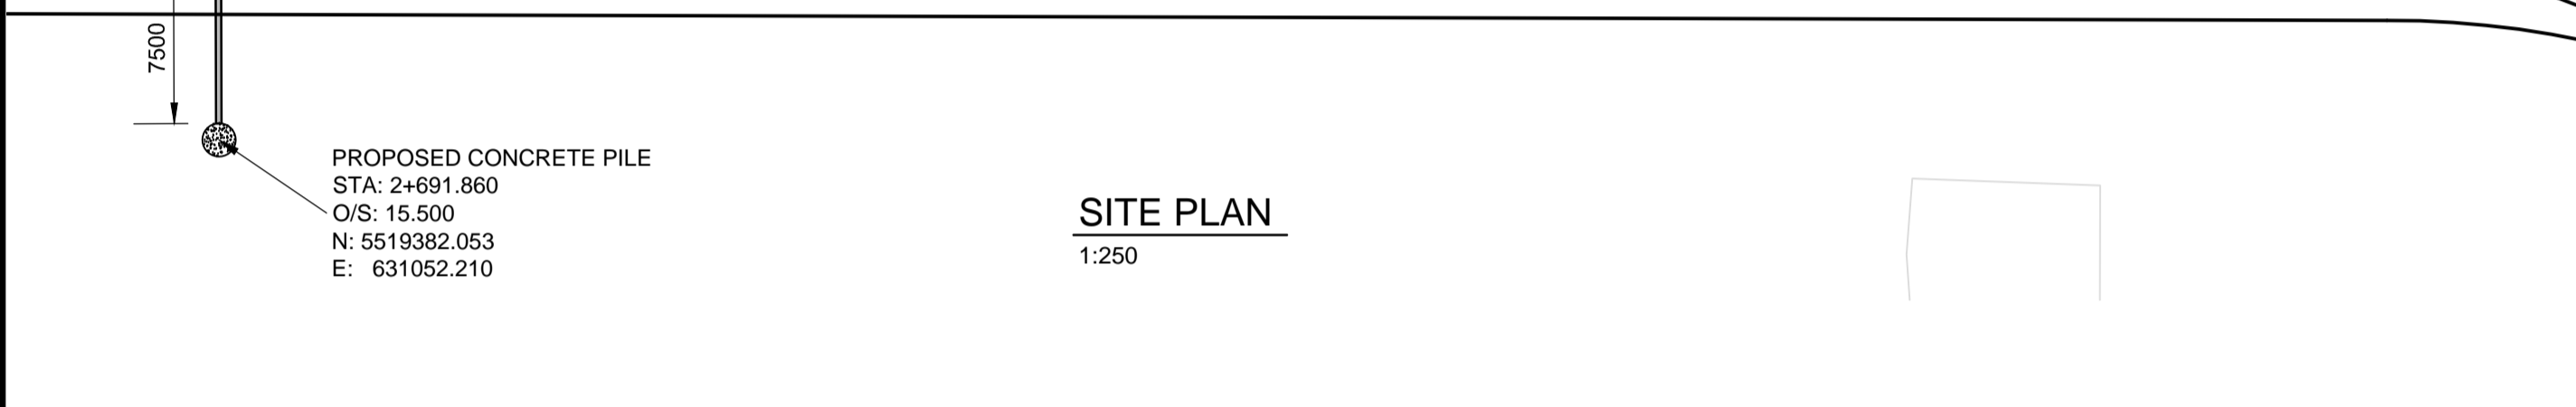 7500
PROPOSED CONCRETE PILE
STA: 2+691.860
O/S: 15.500
N: 5519382.053
E: 631052.210
SITE PLAN
1:250